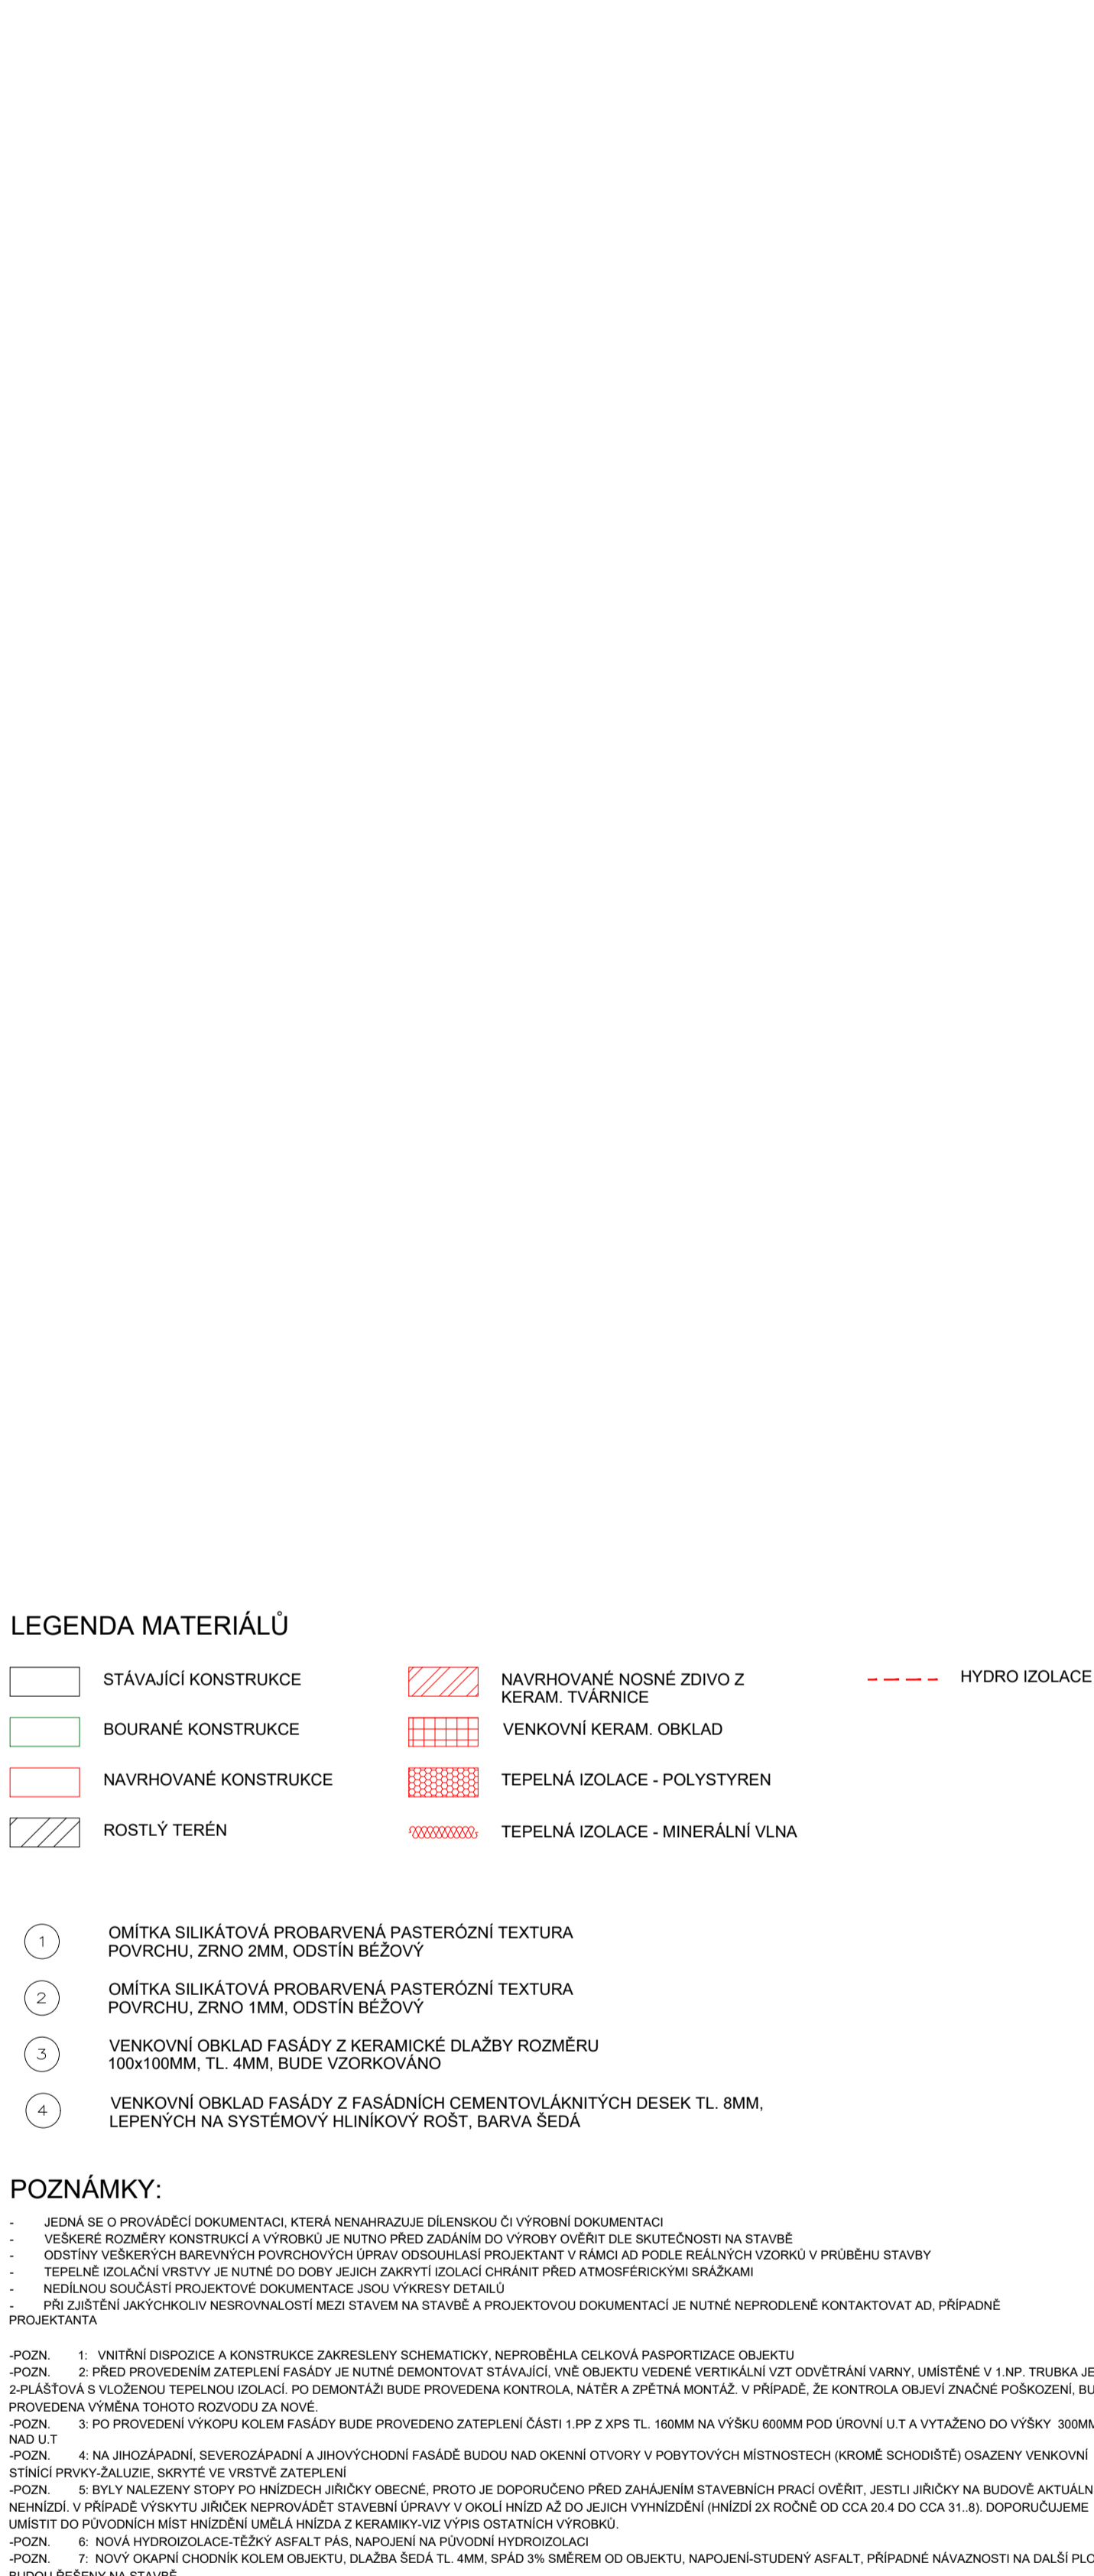 LEGENDA MATERIÁLŮ
STÁVAJÍCÍ KONSTRUKCE
BOURANÉ KONSTRUKCE
NAVRHOVANÉ KONSTRUKCE
ROSTLÝ TERÉN
NAVRHOVANÉ NOSNÉ ZDIVO Z
KERAM. TVÁRNICE
VENKOVNÍ KERAM. OBKLAD
TEPELNÁ IZOLACE - POLYSTYREN
TEPELNÁ IZOLACE - MINERÁLNÍ VLNA
HYDRO IZOLACE
1 OMÍTKA SILIKÁTOVÁ PROBARVENÁ PASTERÓZNÍ TEXTURA
POVRCHU, ZRNO 2MM, ODSTÍN BÉŽOVÝ
2 OMÍTKA SILIKÁTOVÁ PROBARVENÁ PASTERÓZNÍ TEXTURA
POVRCHU, ZRNO 1MM, ODSTÍN BÉŽOVÝ
3 VENKOVNÍ OBKLAD FASÁDY Z KERAMICKÉ DLAŽBY ROZMĚRU
100x100MM, TL. 4MM, BUDE VZORKOVÁNO
4 VENKOVNÍ OBKLAD FASÁDY Z FASÁDNÍCH CEMENTOVLÁKNITÝCH DESEK TL. 8MM,
LEPENÝCH NA SYSTÉMOVÝ HLINÍKOVÝ ROŠT, BARVA ŠEDÁ
POZNÁMKY:
- JEDNÁ SE O PROVÁDĚCÍ DOKUMENTACI, KTERÁ NENAHRAZUJE DÍLENSKOU ČI VÝROBNÍ DOKUMENTACI
- VEŠKERÉ ROZMĚRY KONSTRUKCÍ A VÝROBKŮ JE NUTNO PŘED ZADÁNÍM DO VÝROBY OVĚŘIT DLE SKUTEČNOSTI NA STAVBĚ
- ODSTÍNY VEŠKERÝCH BAREVNÝCH POVRCHOVÝCH ÚPRAV ODSOUHLASÍ PROJEKTANT V RÁMCI AD PODLE REÁLNÝCH VZORKŮ V PRŮBĚHU STAVBY
- TEPELNĚ IZOLAČNÍ VRSTVY JE NUTNÉ DO DOBY JEJICH ZAKRYTÍ IZOLACÍ CHRÁNIT PŘED ATMOSFÉRICKÝMI SRÁŽKAMI
- NEDÍLNOU SOUČÁSTÍ PROJEKTOVÉ DOKUMENTACE JSOU VÝKRESY DETAILŮ
- PŘI ZJIŠTĚNÍ JAKÝCHKOLIV NESROVNALOSTÍ MEZI STAVEM NA STAVBĚ A PROJEKTOVOU DOKUMENTACÍ JE NUTNÉ NEPRODLENĚ KONTAKTOVAT AD, PŘÍPADNĚ
PROJEKTANTA
-POZN. 1: VNITŘNÍ DISPOZICE A KONSTRUKCE ZAKRESLENY SCHEMATICKY, NEPROBĚHLA CELKOVÁ PASPORTIZACE OBJEKTU
-POZN. 2: PŘED PROVEDENÍM ZATEPLENÍ FASÁDY JE NUTNÉ DEMONTOVAT STÁVAJÍCÍ, VNĚ OBJEKTU VEDENÉ VERTIKÁLNÍ VZT ODVĚTRÁNÍ VARNY, UMÍSTĚNÉ V 1.NP. TRUBKA JE
2-PLÁŠŤOVÁ S VLOŽENOU TEPELNOU IZOLACÍ. PO DEMONTÁŽI BUDE PROVEDENA KONTROLA, NÁTĚR A ZPĚTNÁ MONTÁŽ. V PŘÍPADĚ, ŽE KONTROLA OBJEVÍ ZNAČNÉ POŠKOZENÍ, BU
PROVEDENA VÝMĚNA TOHOTO ROZVODU ZA NOVÉ.
-POZN. 3: PO PROVEDENÍ VÝKOPU KOLEM FASÁDY BUDE PROVEDENO ZATEPLENÍ ČÁSTI 1.PP Z XPS TL. 160MM NA VÝŠKU 600MM POD ÚROVNÍ U.T A VYTAŽENO DO VÝŠKY 300MM
NAD U.T
-POZN. 4: NA JIHOZÁPADNÍ, SEVEROZÁPADNÍ A JIHOVÝCHODNÍ FASÁDĚ BUDOU NAD OKENNÍ OTVORY V POBYTOVÝCH MÍSTNOSTECH (KROMĚ SCHODIŠTĚ) OSAZENY VENKOVNÍ
STÍNÍCÍ PRVKY-ŽALUZIE, SKRYTÉ VE VRSTVĚ ZATEPLENÍ
-POZN. 5: BYLY NALEZENY STOPY PO HNÍZDECH JIŘIČKY OBECNÉ, PROTO JE DOPORUČENO PŘED ZAHÁJENÍM STAVEBNÍCH PRACÍ OVĚŘIT, JESTLI JIŘIČKY NA BUDOVĚ AKTUÁLN
NEHNÍZDÍ. V PŘÍPADĚ VÝSKYTU JIŘIČEK NEPROVÁDĚT STAVEBNÍ ÚPRAVY V OKOLÍ HNÍZD AŽ DO JEJICH VYHNÍZDĚNÍ (HNÍZDÍ 2X ROČNĚ OD CCA 20.4 DO CCA 31..8). DOPORUČUJEME
UMÍSTIT DO PŮVODNÍCH MÍST HNÍZDĚNÍ UMĚLÁ HNÍZDA Z KERAMIKY-VIZ VÝPIS OSTATNÍCH VÝROBKŮ.
-POZN. 6: NOVÁ HYDROIZOLACE-TĚŽKÝ ASFALT PÁS, NAPOJENÍ NA PŮVODNÍ HYDROIZOLACI
-POZN. 7: NOVÝ OKAPNÍ CHODNÍK KOLEM OBJEKTU, DLAŽBA ŠEDÁ TL. 4MM, SPÁD 3% SMĚREM OD OBJEKTU, NAPOJENÍ-STUDENÝ ASFALT, PŘÍPADNÉ NÁVAZNOSTI NA DALŠÍ PLO
BUDOU ŘEŠENY NA STAVBĚ